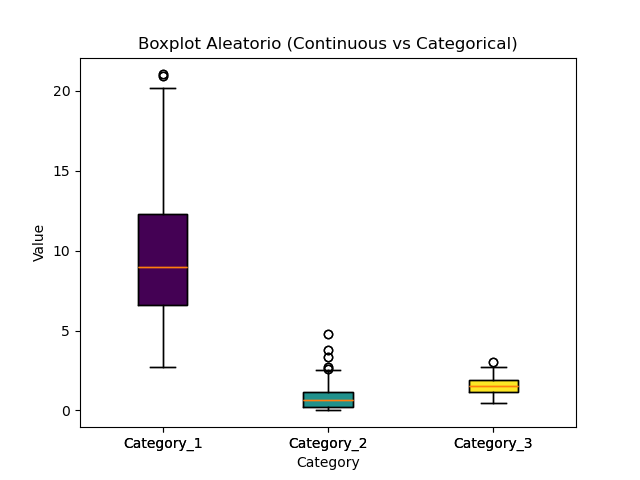 Boxplot Aleatorio (Continuous vs Categorical)
Value
20
15
10
5
0
Category_1 Category_2 Category_3
Category